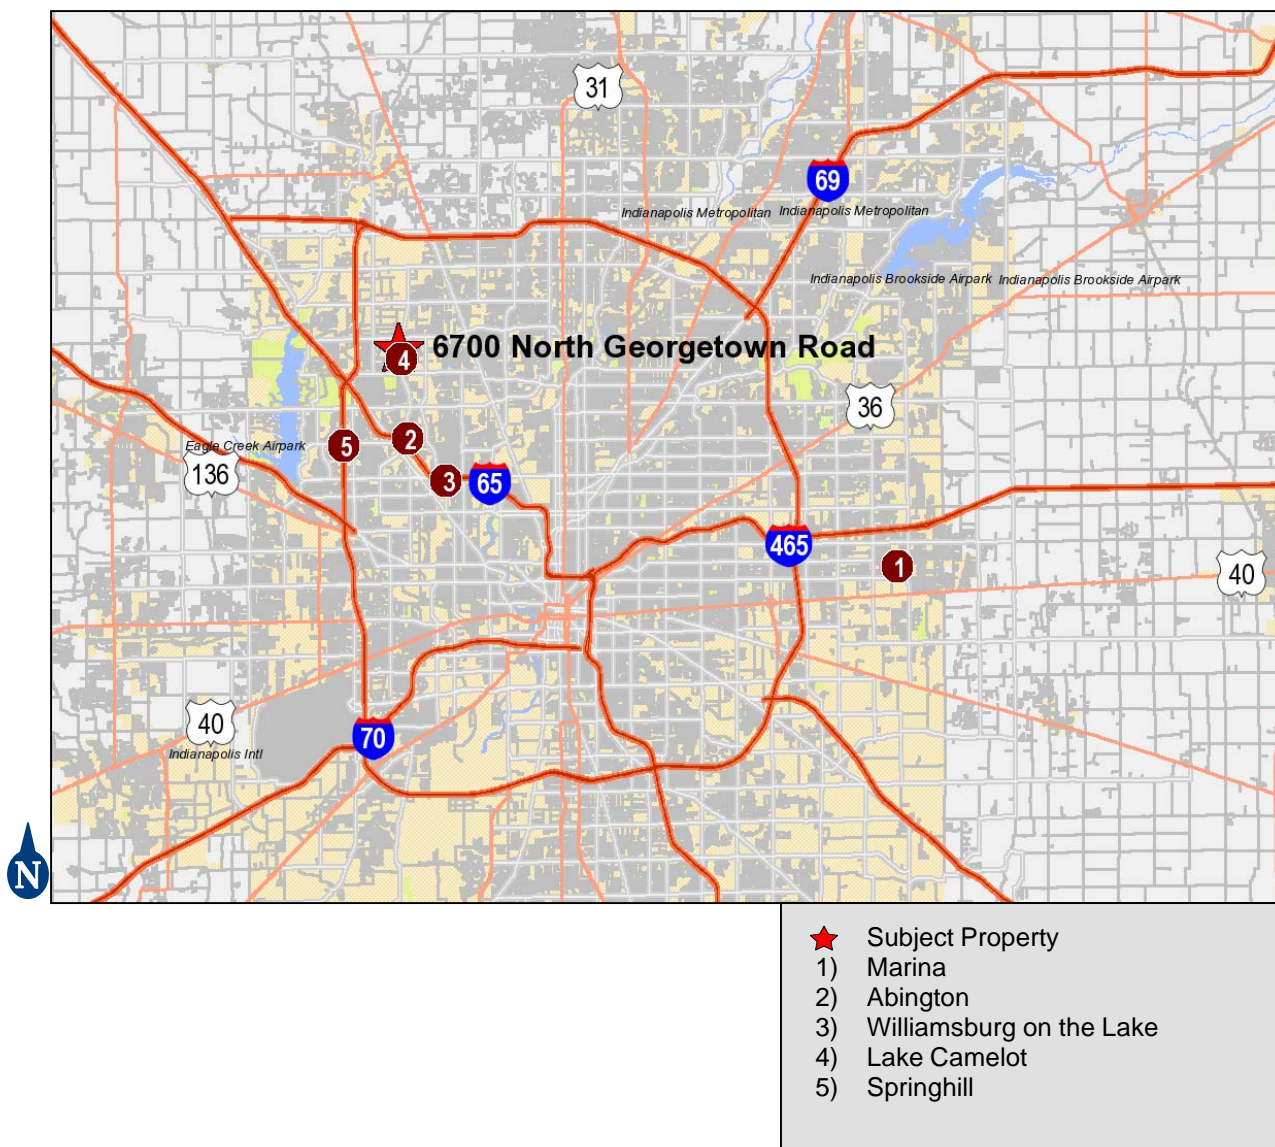 31
69
Indianapolis Metropolitan Indianapolis Metropolitan
Indianapolis Brookside Airpark Indianapolis Brookside Airpark
4 6700 North Georgetown Road
36
2
5
Eagle Creek Airpark
136
3
65
465
1
40
40
70
Indianapolis Intl
N
Subject Property
1) Marina
2) Abington
3) Williamsburg on the Lake
4) Lake Camelot
5) Springhill